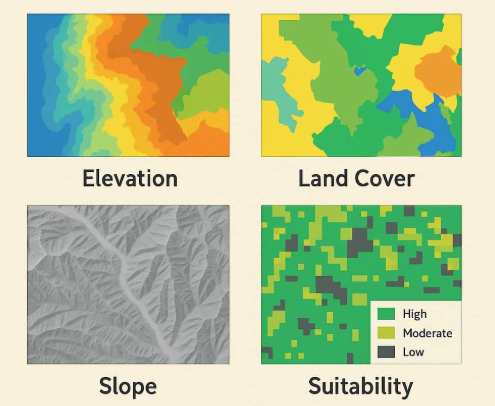 Elevation
Land Cover
Slope
High
Moderate
Low
Suitability